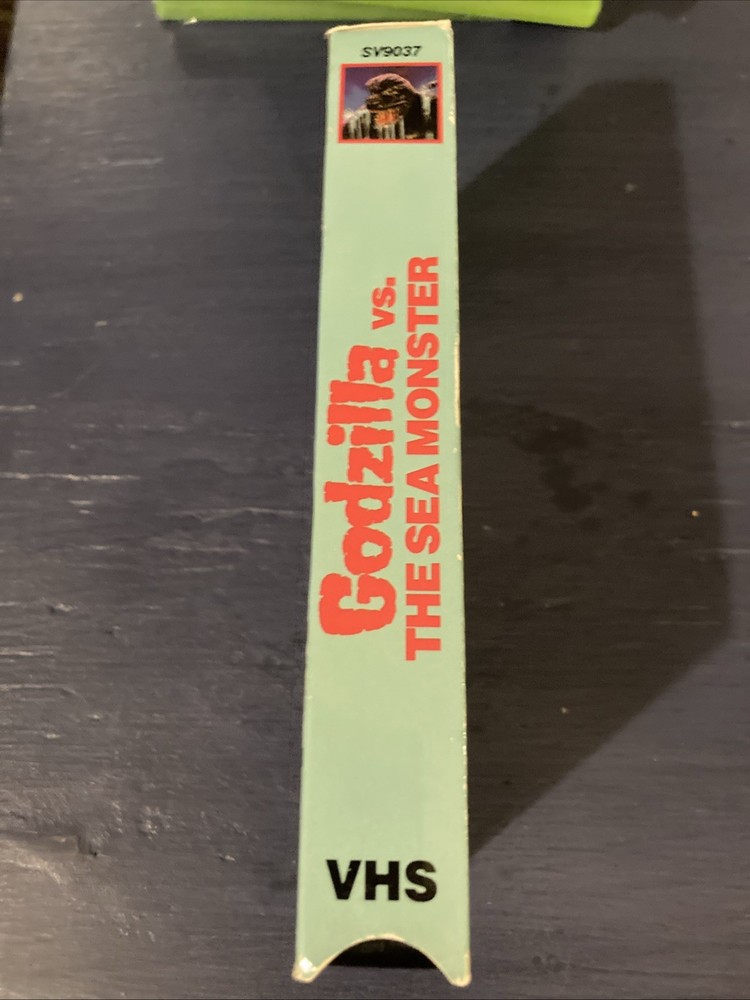 SV9037
Godzilla vs.
THE SEA MONSTER
VHS